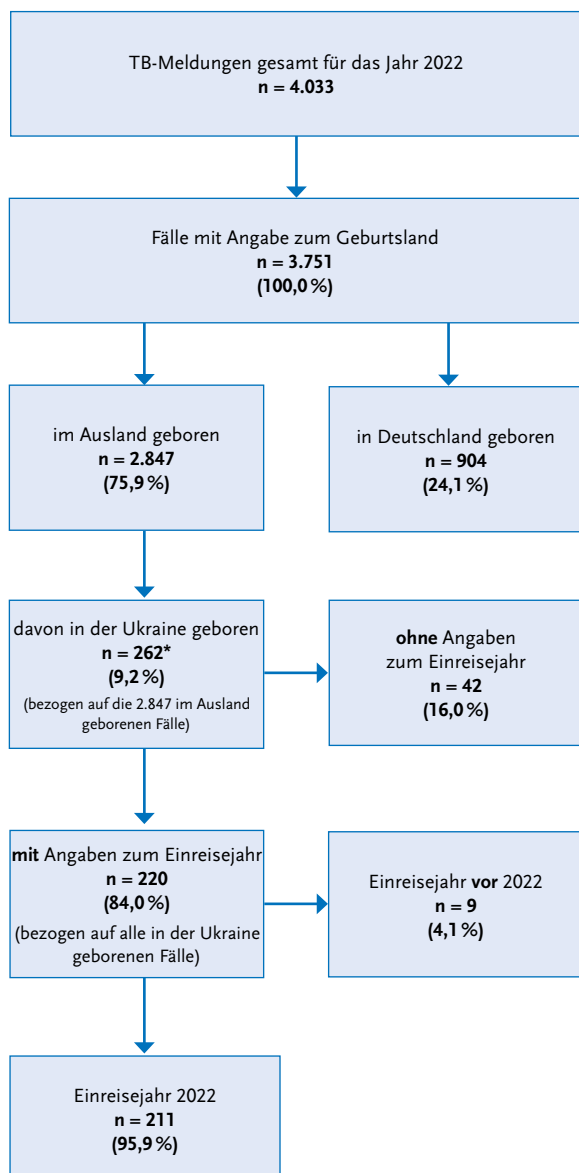 TB-Meldungen gesamt für das Jahr 2022
n = 4.033
Fälle mit Angabe zum Geburtsland
n = 3.751
(100,0 %)
im Ausland geboren
n = 2.847
(75,9 %)
in Deutschland geboren
n = 904
(24,1 %)
davon in der Ukraine geboren
n = 262*
(9,2 %)
(bezogen auf die 2.847 im Ausland
geborenen Fälle)
ohne Angaben
zum Einreisejahr
n = 42
(16,0 %)
mit Angaben zum Einreisejahr
n = 220
(84,0 %)
(bezogen auf alle in der Ukraine
geborenen Fälle)
Einreisejahr vor 2022
n = 9
(4,1 %)
Einreisejahr 2022
n = 211
(95,9 %)